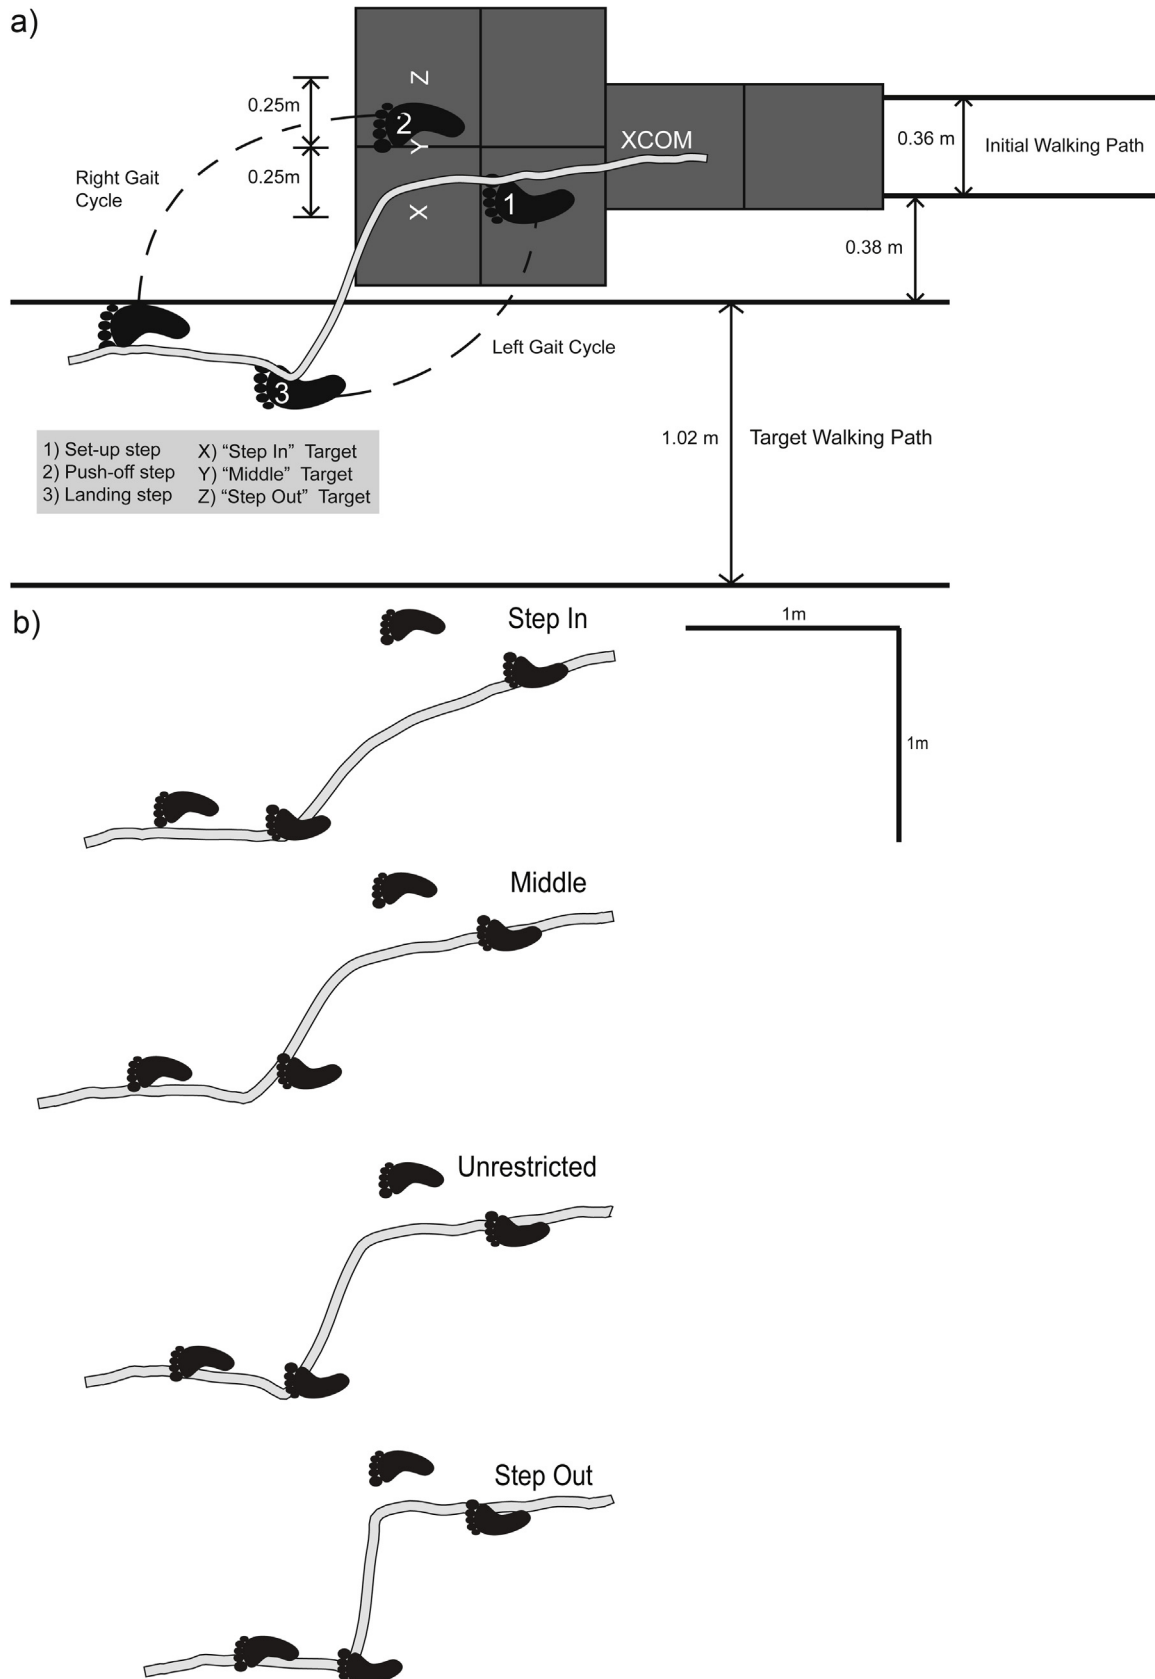 a)
Z
0.25m
2
XCOM
0.36 m
Initial Walking Path
Y
0.25m
Right Gait
Cycle
X
1
0.38 m
Left Gait Cycle
3
1.02 m
Target Walking Path
1) Set-up step X) “Step In” Target
2) Push-off step Y) “Middle” Target
3) Landing step Z) “Step Out” Target
b)
Step In
1m
1m
Middle
Unrestricted
Step Out